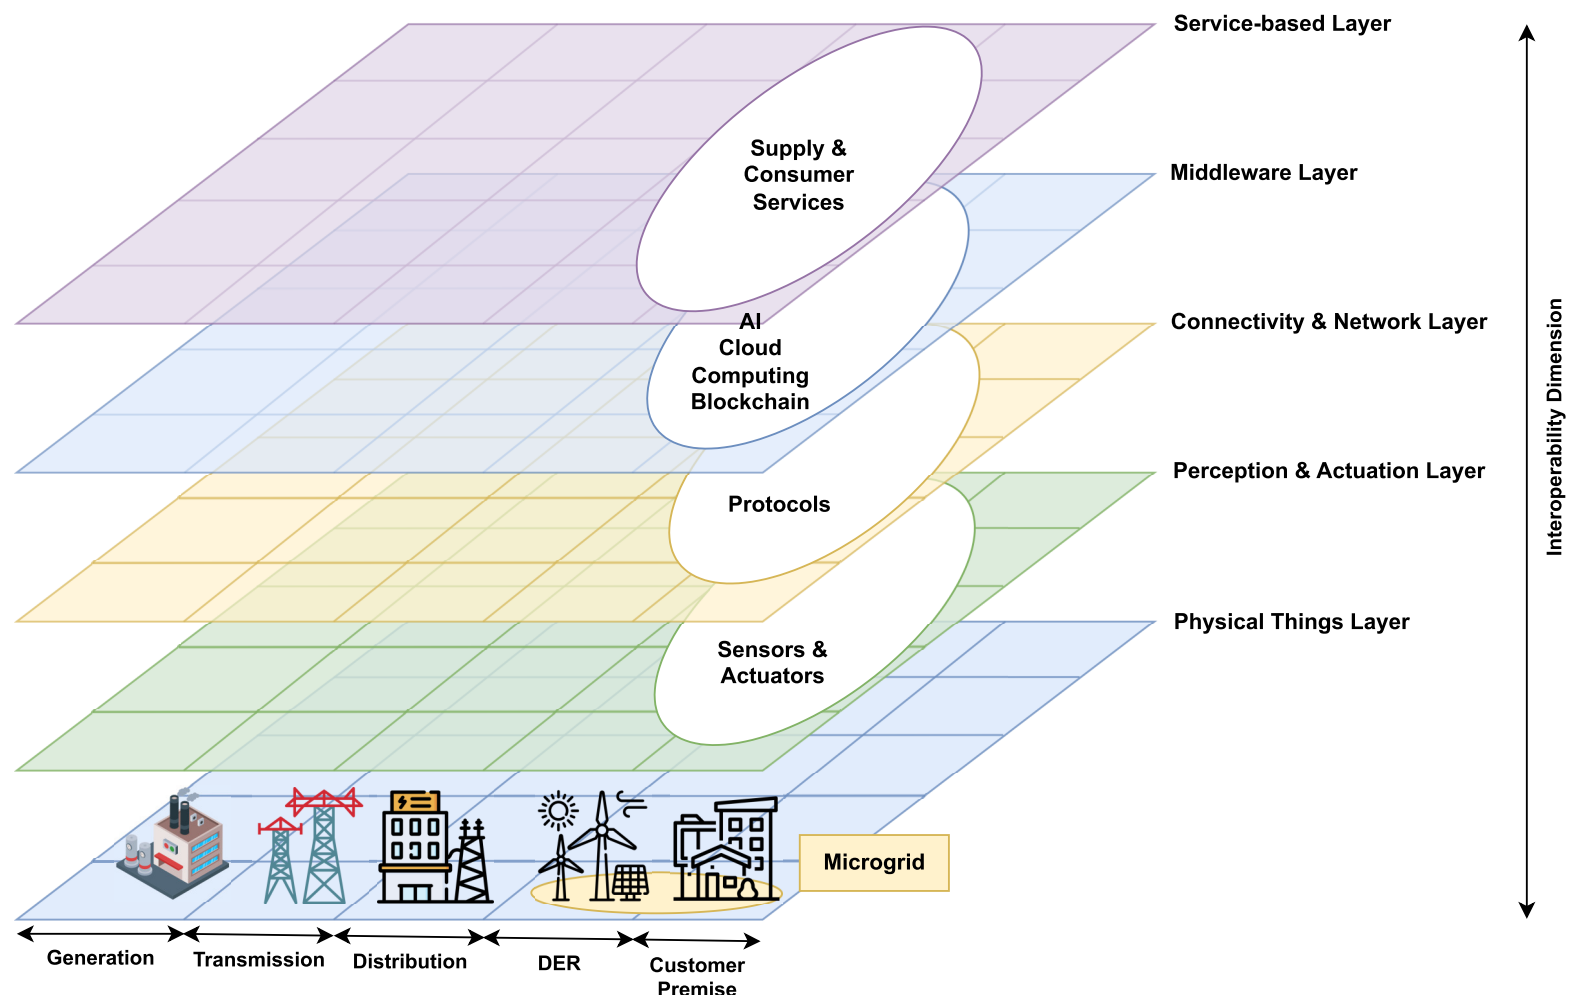 Service-based Layer
Supply &
Consumer
Services
Middleware Layer
AI
Cloud
Computing
Blockchain
Connectivity & Network Layer
Protocols
Perception & Actuation Layer
Sensors &
Actuators
Physical Things Layer
Microgrid
Interoperability Dimension
Generation
Transmission
Distribution
DER
Customer
Premise